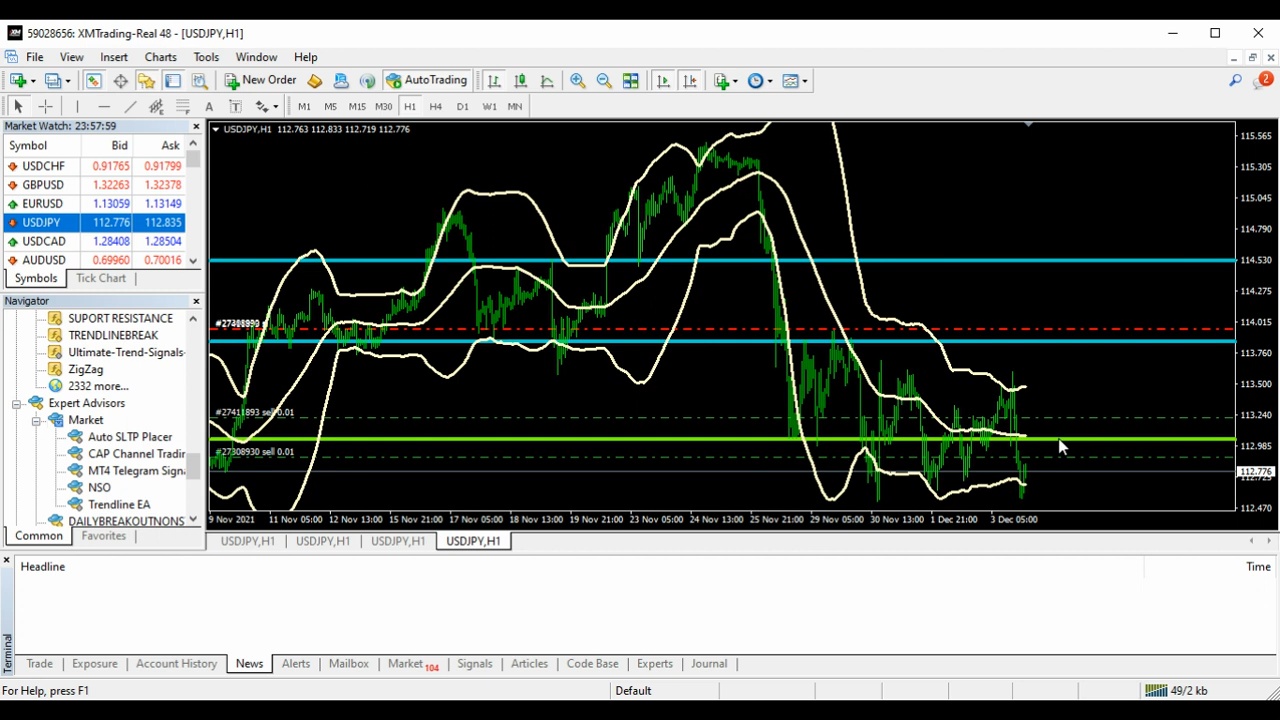 59028656: XMTrading-Real 48 - [USDJPY,H1]
File View Insert Charts Tools Window Help
2
New Order AutoTrading
A T M1 M5 M15 M30 H1 H4 D1 W1 MN
Market Watch: 23:57:59
Symbol Bid Ask
USDCHF 0.91765 0.91799
GBPUSD 1.32263 1.32378
EURUSD 1.13059 1.13149
USDJPY 112.776 112.835
USDCAD 1.28408 1.28504
AUDUSD 0.69960 0.70016
Symbols Tick Chart
Navigator
SUPORT RESISTANCE
TRENDLINEBREAK
Ultimate-Trend-Signals-
ZigZag
2332 more...
Expert Advisors
Market
Auto SLTP Placer
CAP Channel Tradin
MT4 Telegram Signa
NSO
Trendline EA
DAILYBREAKOUTNONS
Common Favorites
USDJPY,H1 112.763 112.833 112.719 112.776
#27411893 sell 0.01
#27308930 sell 0.01
115.565
115.305
115.045
114.790
114.530
114.275
114.015
113.760
113.500
113.240
112.985
112.776
112.725
112.470
9 Nov 2021 11 Nov 05:00 12 Nov 13:00 15 Nov 21:00 17 Nov 05:00 18 Nov 13:00 19 Nov 21:00 23 Nov 05:00 24 Nov 13:00 25 Nov 21:00 29 Nov 05:00 30 Nov 13:00 1 Dec 21:00 3 Dec 05:00
USDJPY,H1 USDJPY,H1 USDJPY,H1 USDJPY,H1
Headline Time
Terminal
Trade Exposure Account History News Alerts Mailbox Market 104 Signals Articles Code Base Experts Journal
For Help, press F1 Default 49/2 kb